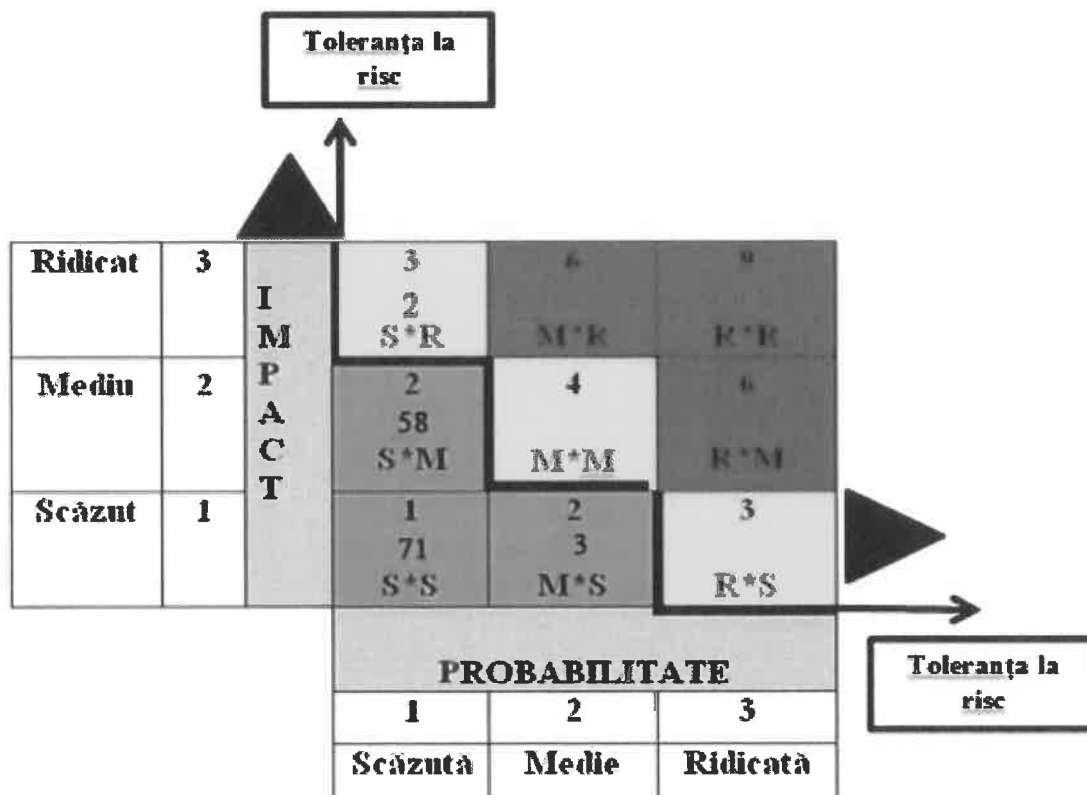 Toleranța la
risc
Ridicat 3
3 6 9
2
S*R M*R R*R
IMPACT
Mediu 2
2 4 6
58
S*M M*M R*M
Scăzut 1
1 2 3
71 3
S*S M*S R*S
PROBABILITATE
Toleranța la
risc
1 2 3
Scăzută Medie Ridicată